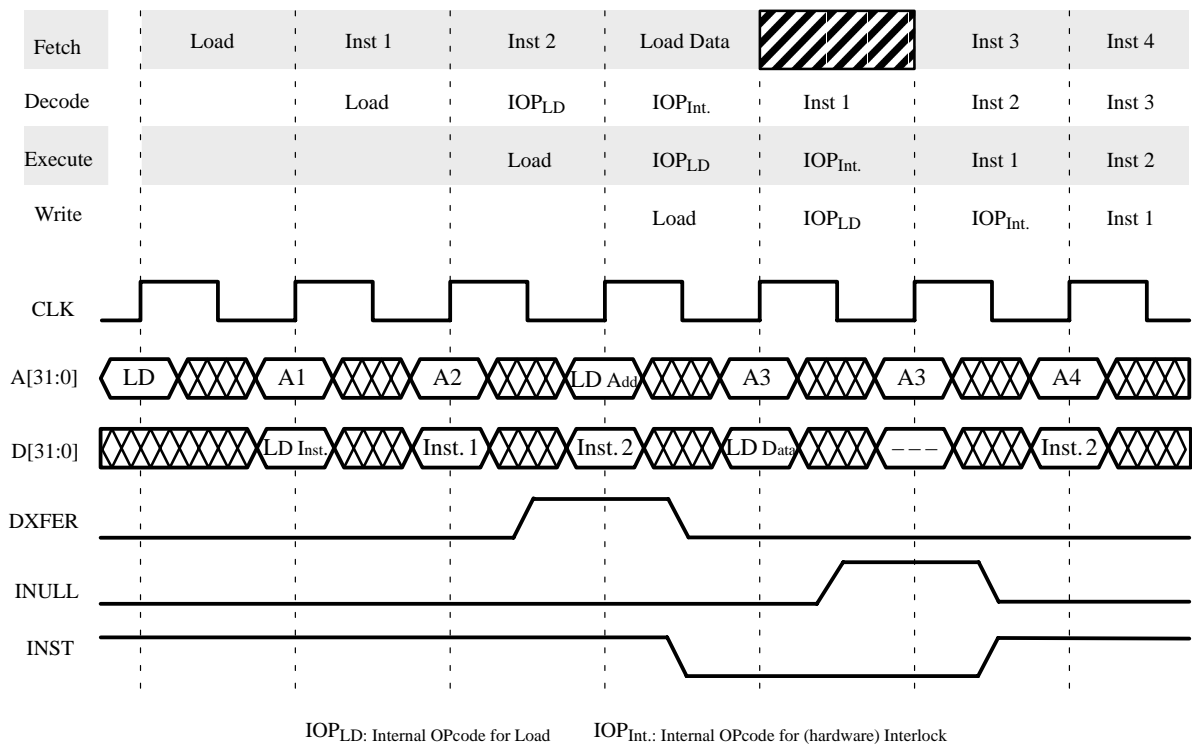 Fetch Load Inst 1 Inst 2 Load Data Inst 3 Inst 4
Decode Load IOPLD IOPInt. Inst 1 Inst 2 Inst 3
Execute Load IOPLD IOPInt. Inst 1 Inst 2
Write Load IOPLD IOPInt. Inst 1
CLK
A[31:0] LD A1 A2 LD Add A3 A3 A4
D[31:0] LD Inst. Inst. 1 Inst. 2 LD Data --- Inst. 2
DXFER
INULL
INST
IOPLD: Internal OPcode for Load IOPInt.: Internal OPcode for (hardware) Interlock